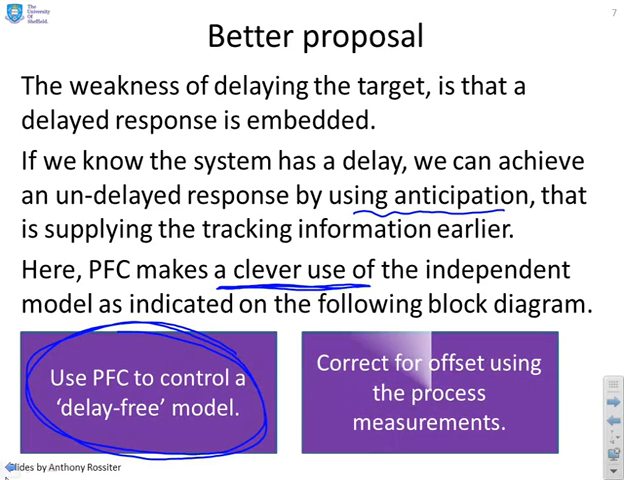 The
University
Of
Sheffield.
7
Better proposal
The weakness of delaying the target, is that a
delayed response is embedded.
If we know the system has a delay, we can achieve
an un-delayed response by using anticipation, that
is supplying the tracking information earlier.
Here, PFC makes a clever use of the independent
model as indicated on the following block diagram.
Use PFC to control a
‘delay-free’ model.
Correct for offset using
the process
measurements.
Slides by Anthony Rossiter